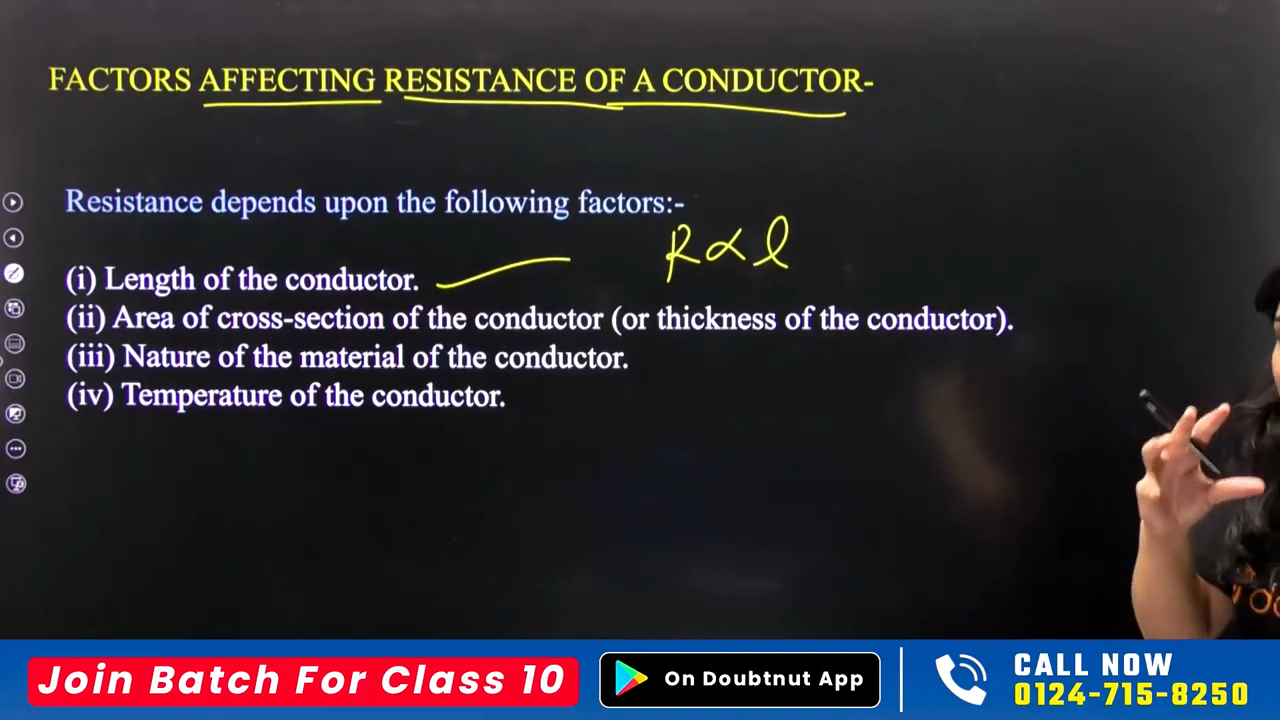 FACTORS AFFECTING RESISTANCE OF A CONDUCTOR-
Resistance depends upon the following factors:-
R ∝ l
(i) Length of the conductor.
(ii) Area of cross-section of the conductor (or thickness of the conductor).
(iii) Nature of the material of the conductor.
(iv) Temperature of the conductor.
Join Batch For Class 10
On Doubtnut App
CALL NOW
0124-715-8250